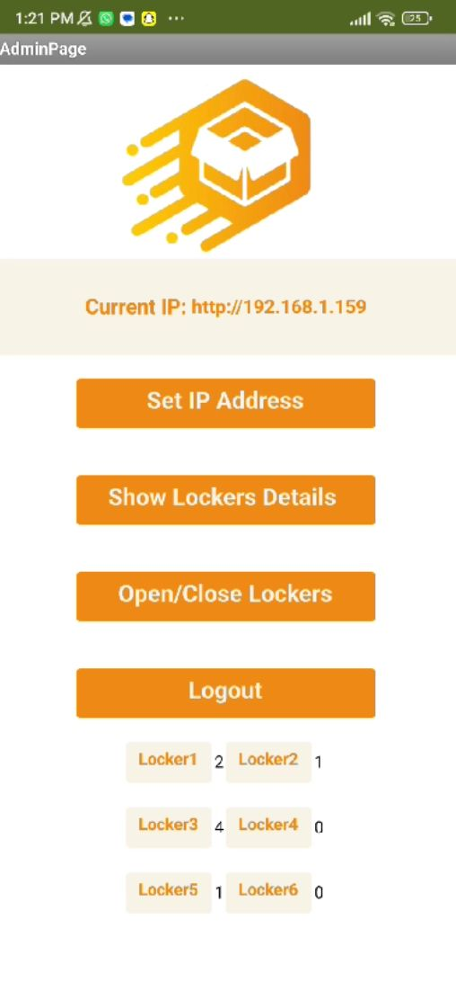 1:21 PM
25
AdminPage
Current IP: http://192.168.1.159
Set IP Address
Show Lockers Details
Open/Close Lockers
Logout
Locker1 2 Locker2 1
Locker3 4 Locker4 0
Locker5 1 Locker6 0